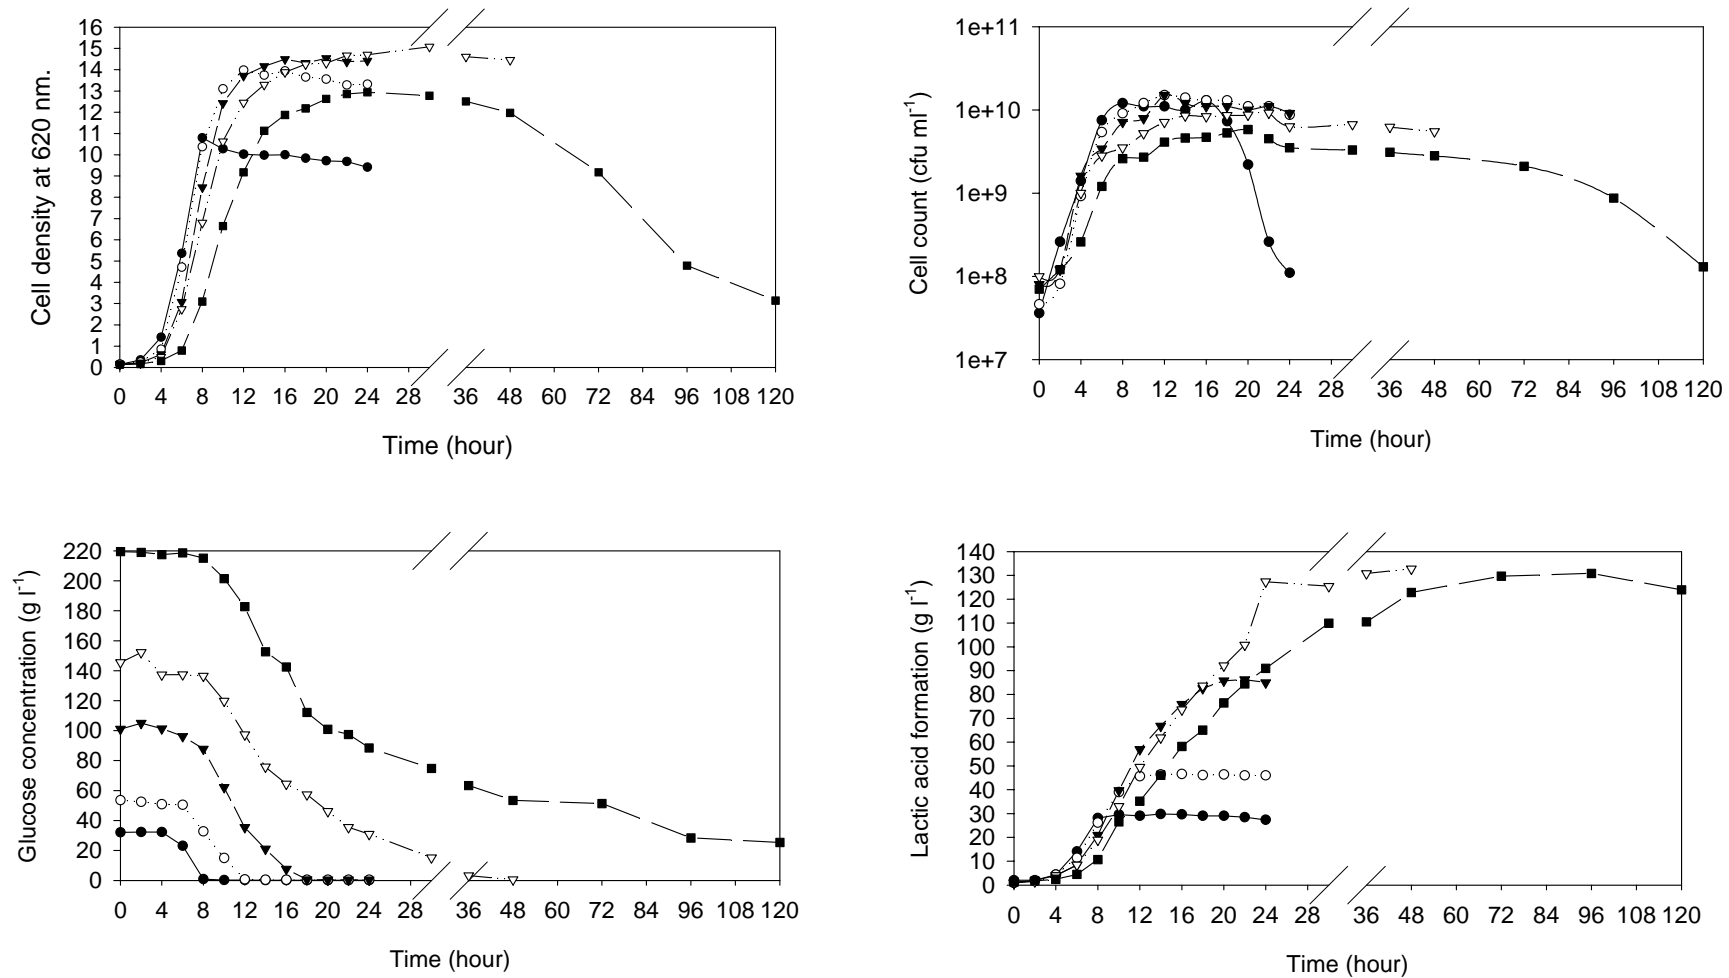 Cell density at 620 nm.
16
15
14
13
12
11
10
9
8
7
6
5
4
3
2
1
0
0 4 8 12 16 20 24 28 36 48 60 72 84 96 108 120
Time (hour)
Cell count (cfu ml⁻¹)
1e+11
1e+10
1e+9
1e+8
1e+7
0 4 8 12 16 20 24 28 36 48 60 72 84 96 108 120
Time (hour)
Glucose concentration (g l⁻¹)
220
200
180
160
140
120
100
80
60
40
20
0
0 4 8 12 16 20 24 28 36 48 60 72 84 96 108 120
Time (hour)
Lactic acid formation (g l⁻¹)
140
130
120
110
100
90
80
70
60
50
40
30
20
10
0
0 4 8 12 16 20 24 28 36 48 60 72 84 96 108 120
Time (hour)